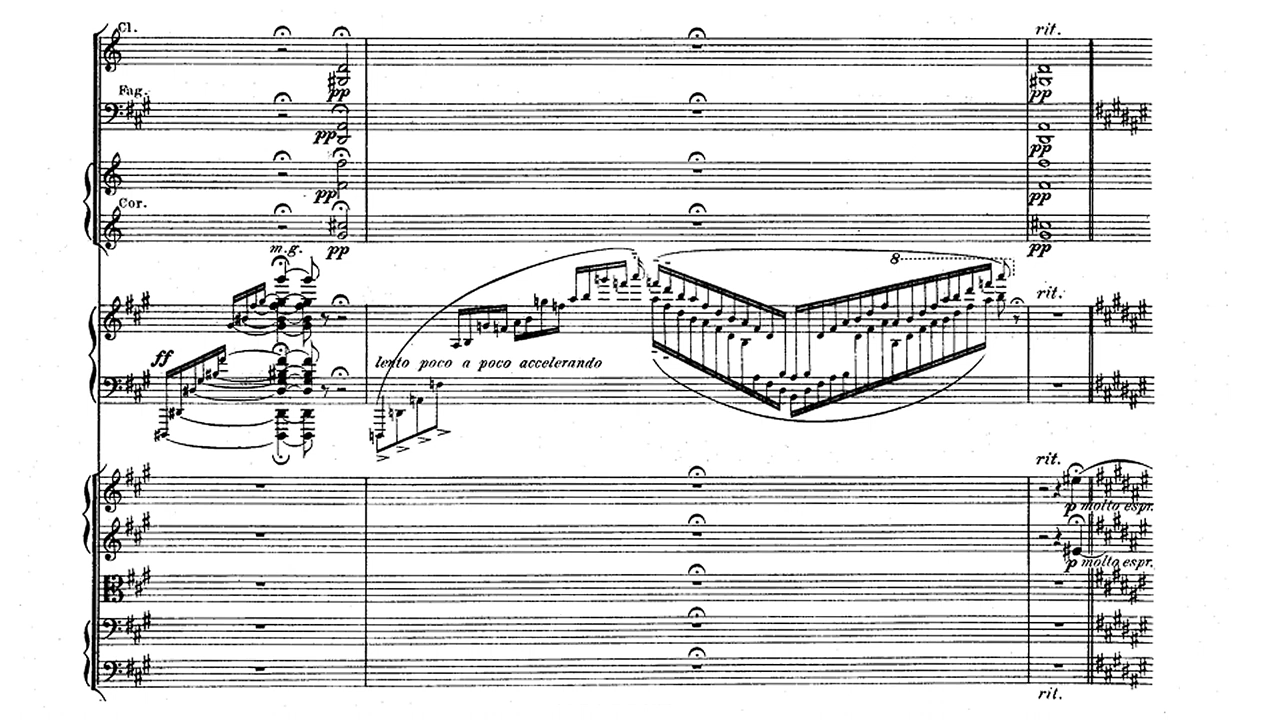 Cl.
rit.
pp
pp
Fag.
pp
pp
pp
pp
Cor.
m.g.
pp
pp
8
rit.
ff
lento poco a poco accelerando
rit.
p molto espr.
p molto espr.
rit.